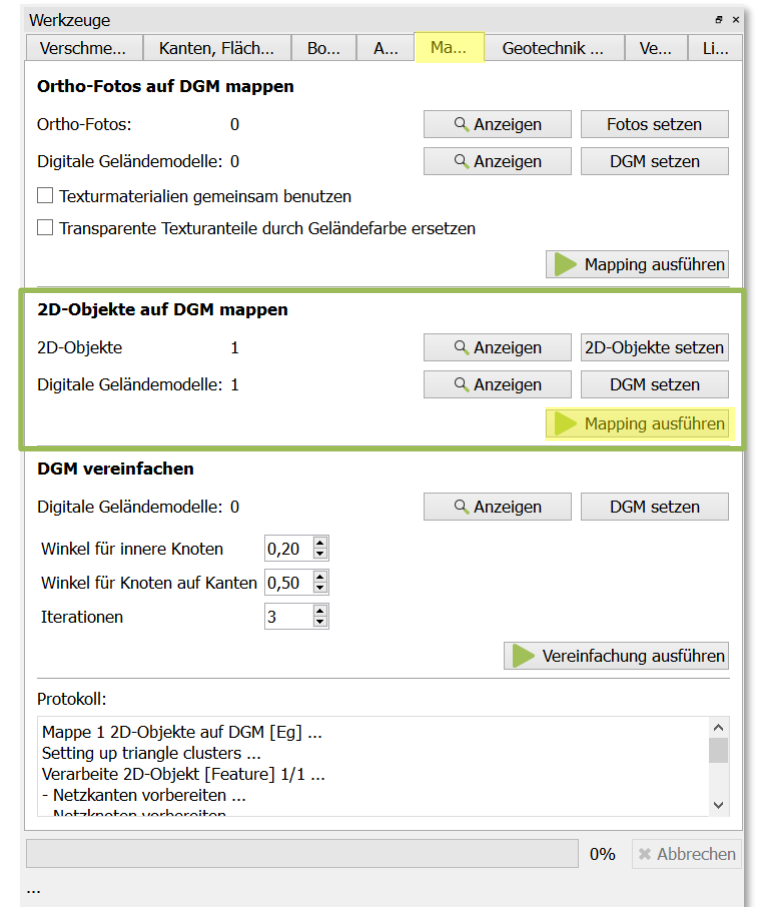 Werkzeuge
Verschme... Kanten, Fläch... Bo... A... Ma... Geotechnik ... Ve... Li...
Ortho-Fotos auf DGM mappen
Ortho-Fotos: 0 Anzeigen Fotos setzen
Digitale Geländemodelle: 0 Anzeigen DGM setzen
Texturmaterialien gemeinsam benutzen
Transparente Texturanteile durch Geländefarbe ersetzen
Mapping ausführen
2D-Objekte auf DGM mappen
2D-Objekte 1 Anzeigen 2D-Objekte setzen
Digitale Geländemodelle: 1 Anzeigen DGM setzen
Mapping ausführen
DGM vereinfachen
Digitale Geländemodelle: 0 Anzeigen DGM setzen
Winkel für innere Knoten 0,20
Winkel für Knoten auf Kanten 0,50
Iterationen 3
Vereinfachung ausführen
Protokoll:
Mappe 1 2D-Objekte auf DGM [Eg] ...
Setting up triangle clusters ...
Verarbeite 2D-Objekt [Feature] 1/1 ...
- Netzkanten vorbereiten ...
- Netzknoten vorbereiten ...
0% Abbrechen
...